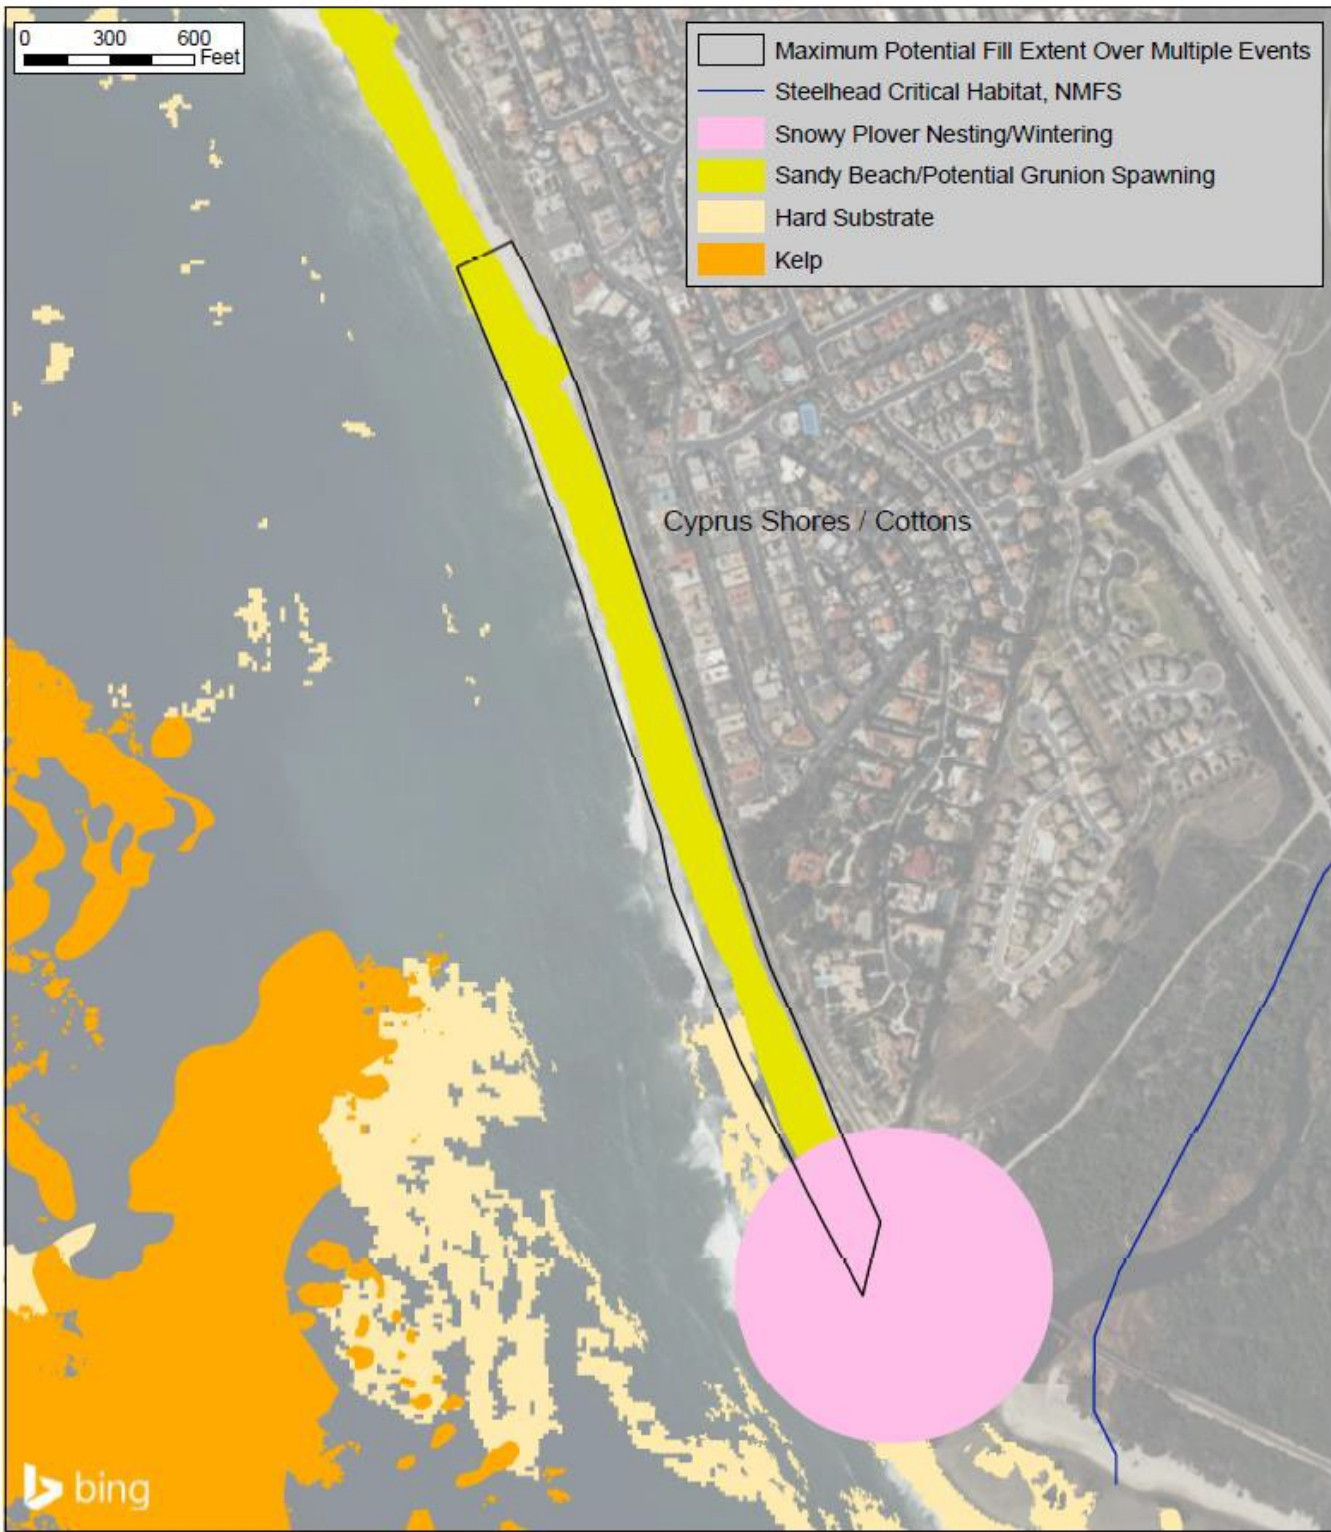 0 300 600
Feet
Maximum Potential Fill Extent Over Multiple Events
Steelhead Critical Habitat, NMFS
Snowy Plover Nesting/Wintering
Sandy Beach/Potential Grunion Spawning
Hard Substrate
Kelp
Cyprus Shores / Cottons
bing